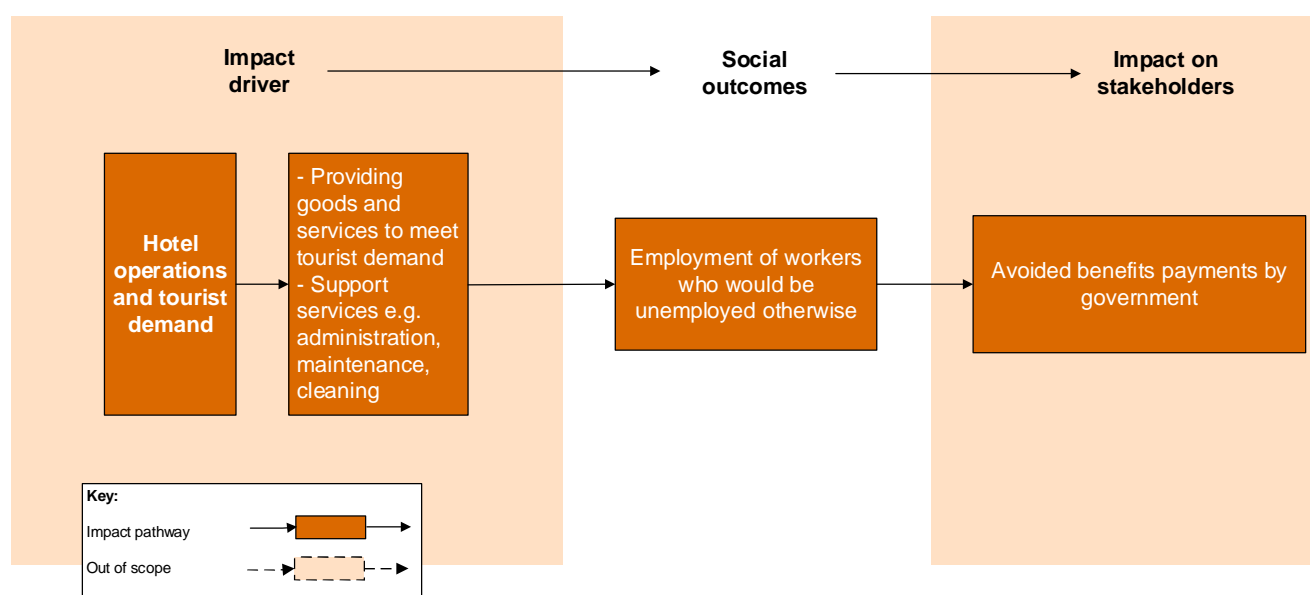 Impact
driver
Social
outcomes
Impact on
stakeholders
Hotel
operations
and tourist
demand
- Providing
goods and
services to meet
tourist demand
- Support
services e.g.
administration,
maintenance,
cleaning
Employment of workers
who would be
unemployed otherwise
Avoided benefits payments by
government
Key:
Impact pathway
Out of scope